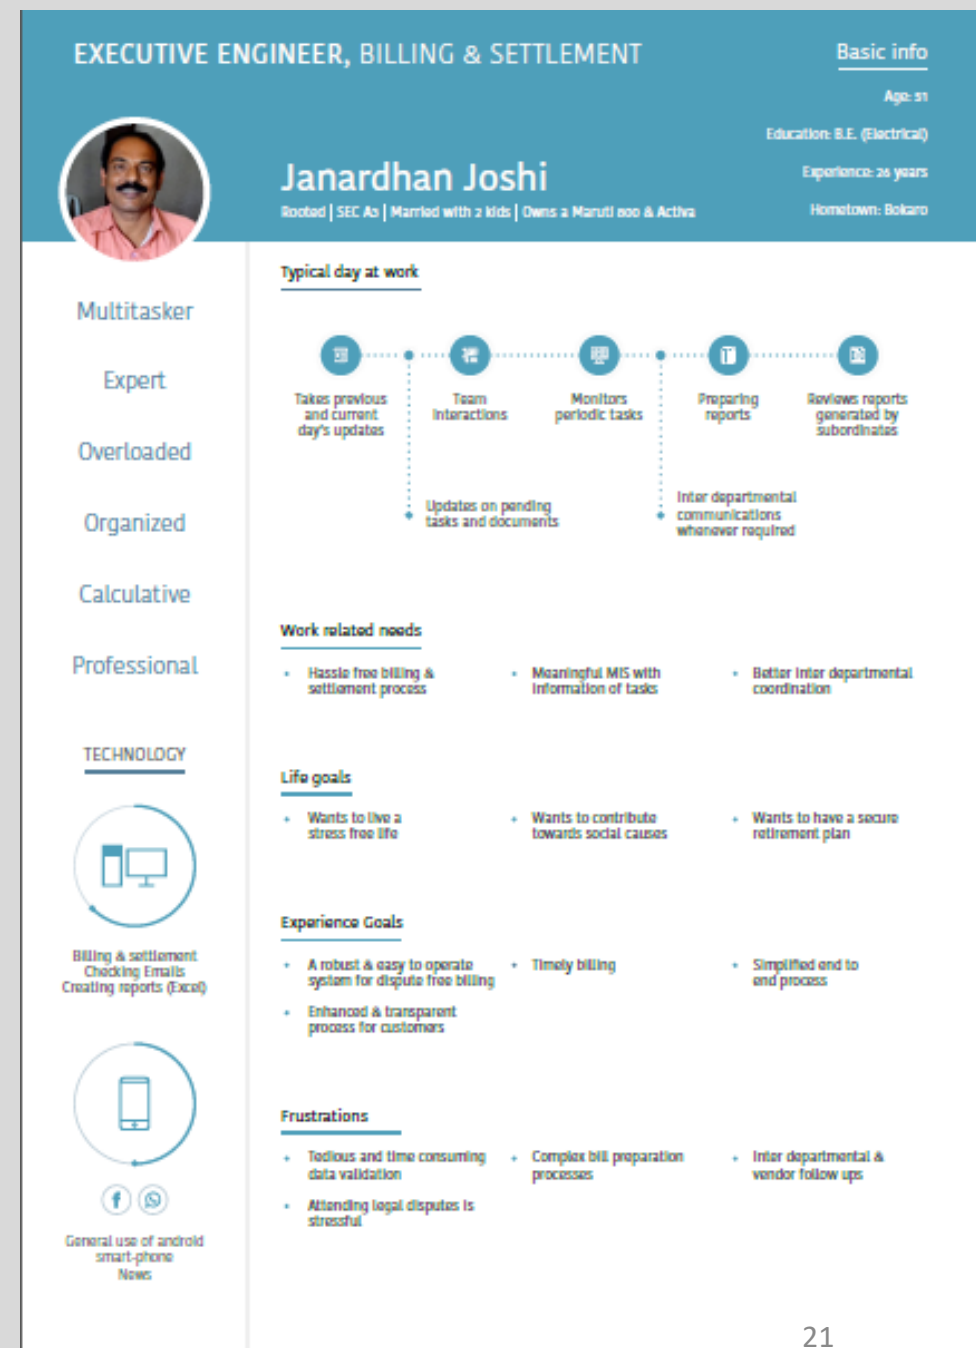 EXECUTIVE ENGINEER, BILLING & SETTLEMENT
Basic info
Age: 51
Education: B.E. (Electrical)
Experience: 26 years
Hometown: Bokaro
Janardhan Joshi
Rooted | SEC A3 | Married with 2 kids | Owns a Maruti 800 & Activa
Multitasker
Expert
Overloaded
Organized
Calculative
Professional
TECHNOLOGY
Billing & settlement
Checking Emails
Creating reports (Excel)
General use of android
smart-phone
News
Typical day at work
Takes previous
and current
day's updates
Team
interactions
Monitors
periodic tasks
Preparing
reports
Reviews reports
generated by
subordinates
Updates on pending
tasks and documents
Inter departmental
communications
whenever required
Work related needs
Hassle free billing &
settlement process
Meaningful MIS with
information of tasks
Better inter departmental
coordination
Life goals
Wants to live a
stress free life
Wants to contribute
towards social causes
Wants to have a secure
retirement plan
Experience Goals
A robust & easy to operate
system for dispute free billing
Timely billing
Simplified end to
end process
Enhanced & transparent
process for customers
Frustrations
Tedious and time consuming
data validation
Complex bill preparation
processes
Inter departmental &
vendor follow ups
Attending legal disputes is
stressful
21